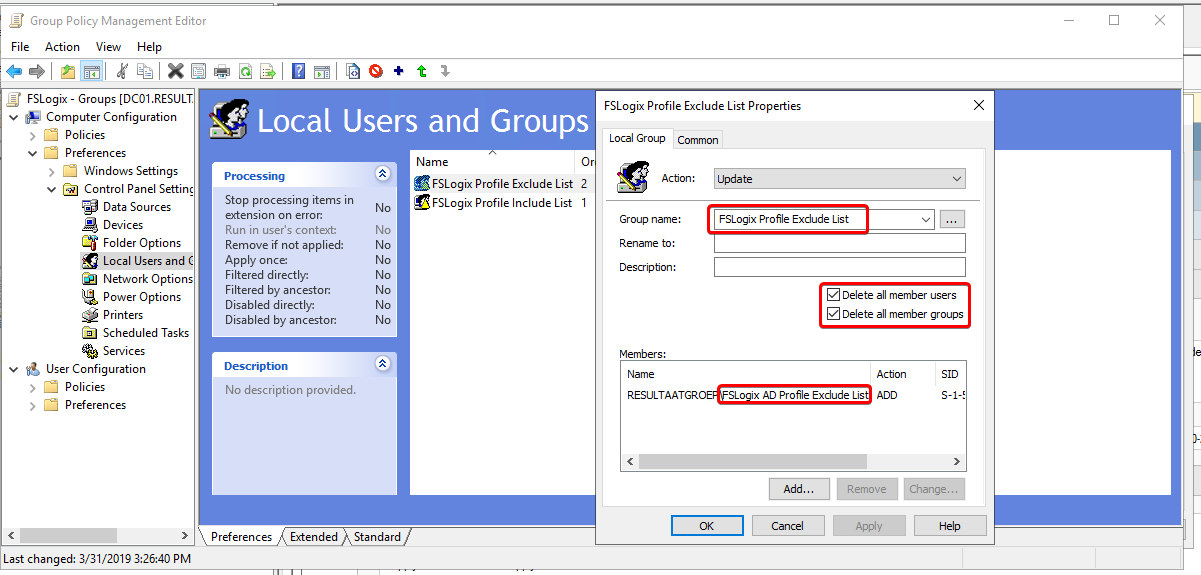 Group Policy Management Editor
File Action View Help
FSLogix - Groups [DC01.RESULT
Computer Configuration
Policies
Preferences
Windows Settings
Control Panel Setting
Data Sources
Devices
Folder Options
Local Users and G
Network Options
Power Options
Printers
Scheduled Tasks
Services
User Configuration
Policies
Preferences
Local Users and Groups
Processing
Stop processing items in extension on error: No
Run in user's context: No
Remove if not applied: No
Apply once: No
Filtered directly: No
Filtered by ancestor: No
Disabled directly: No
Disabled by ancestor: No
Description
No description provided.
Name Or
FSLogix Profile Exclude List 2
FSLogix Profile Include List 1
Preferences Extended Standard
Last changed: 3/31/2019 3:26:40 PM
FSLogix Profile Exclude List Properties
Local Group Common
Action: Update
Group name: FSLogix Profile Exclude List ...
Rename to:
Description:
Delete all member users
Delete all member groups
Members:
Name Action SID
RESULTAATGROEP\FSLogix AD Profile Exclude List ADD S-1-5
Add... Remove Change...
OK Cancel Apply Help